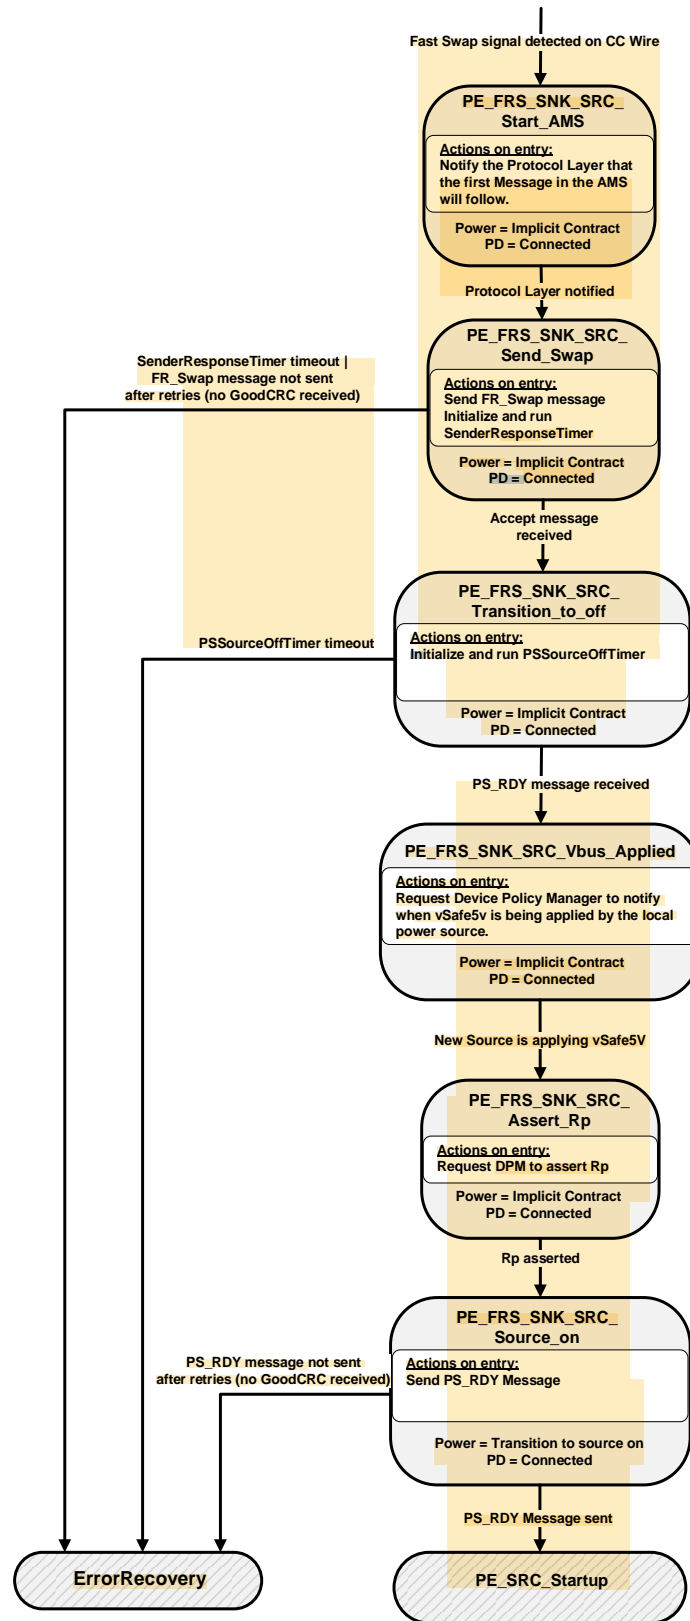 Fast Swap signal detected on CC Wire
PE_FRS_SNK_SRC_
Start_AMS
Actions on entry:
Notify the Protocol Layer that
the first Message in the AMS
will follow.
Power = Implicit Contract
PD = Connected
Protocol Layer notified
PE_FRS_SNK_SRC_
Send_Swap
SenderResponseTimer timeout |
FR_Swap message not sent
after retries (no GoodCRC received)
Actions on entry:
Send FR_Swap message
Initialize and run
SenderResponseTimer
Power = Implicit Contract
PD = Connected
Accept message
received
PE_FRS_SNK_SRC_
Transition_to_off
PSSourceOffTimer timeout
Actions on entry:
Initialize and run PSSourceOffTimer
Power = Implicit Contract
PD = Connected
PS_RDY message received
PE_FRS_SNK_SRC_Vbus_Applied
Actions on entry:
Request Device Policy Manager to notify
when vSafe5v is being applied by the local
power source.
Power = Implicit Contract
PD = Connected
New Source is applying vSafe5V
PE_FRS_SNK_SRC_
Assert_Rp
Actions on entry:
Request DPM to assert Rp
Power = Implicit Contract
PD = Connected
Rp asserted
PE_FRS_SNK_SRC_
Source_on
PS_RDY message not sent
after retries (no GoodCRC received)
Actions on entry:
Send PS_RDY Message
Power = Transition to source on
PD = Connected
PS_RDY Message sent
ErrorRecovery
PE_SRC_Startup